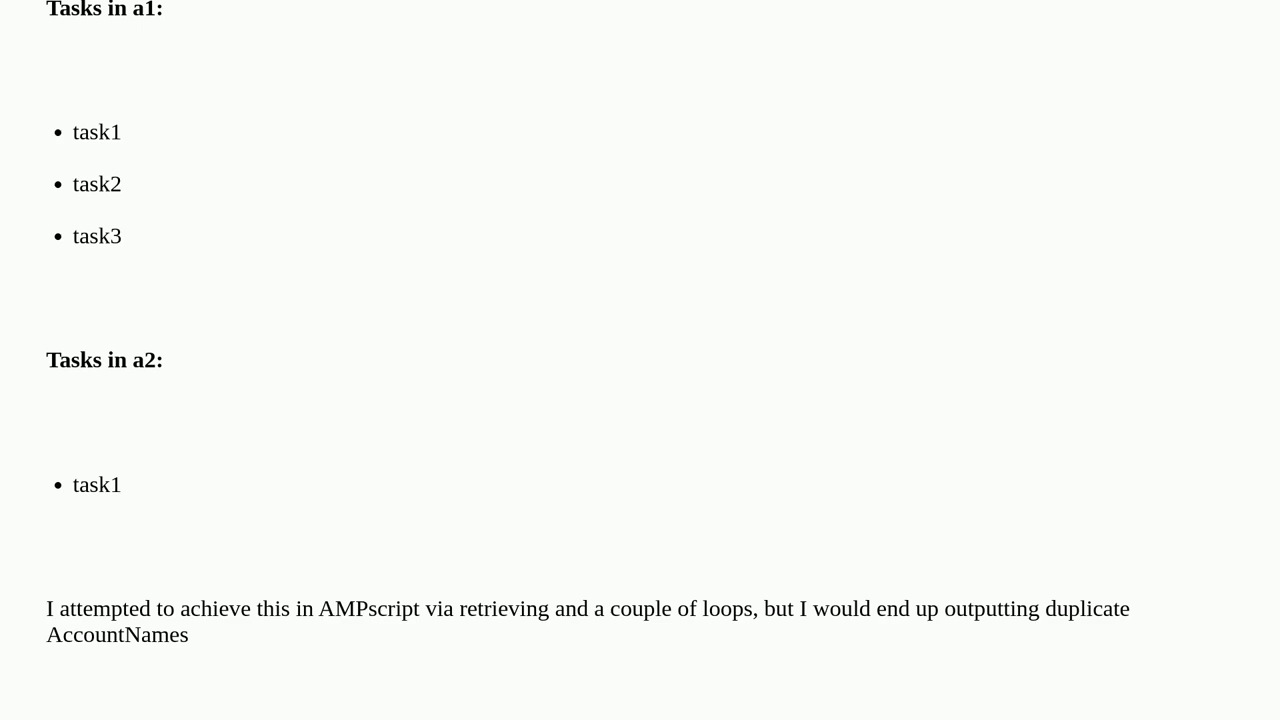 Tasks in a1:
• task1
• task2
• task3
Tasks in a2:
• task1
I attempted to achieve this in AMPscript via retrieving and a couple of loops, but I would end up outputting duplicate
AccountNames